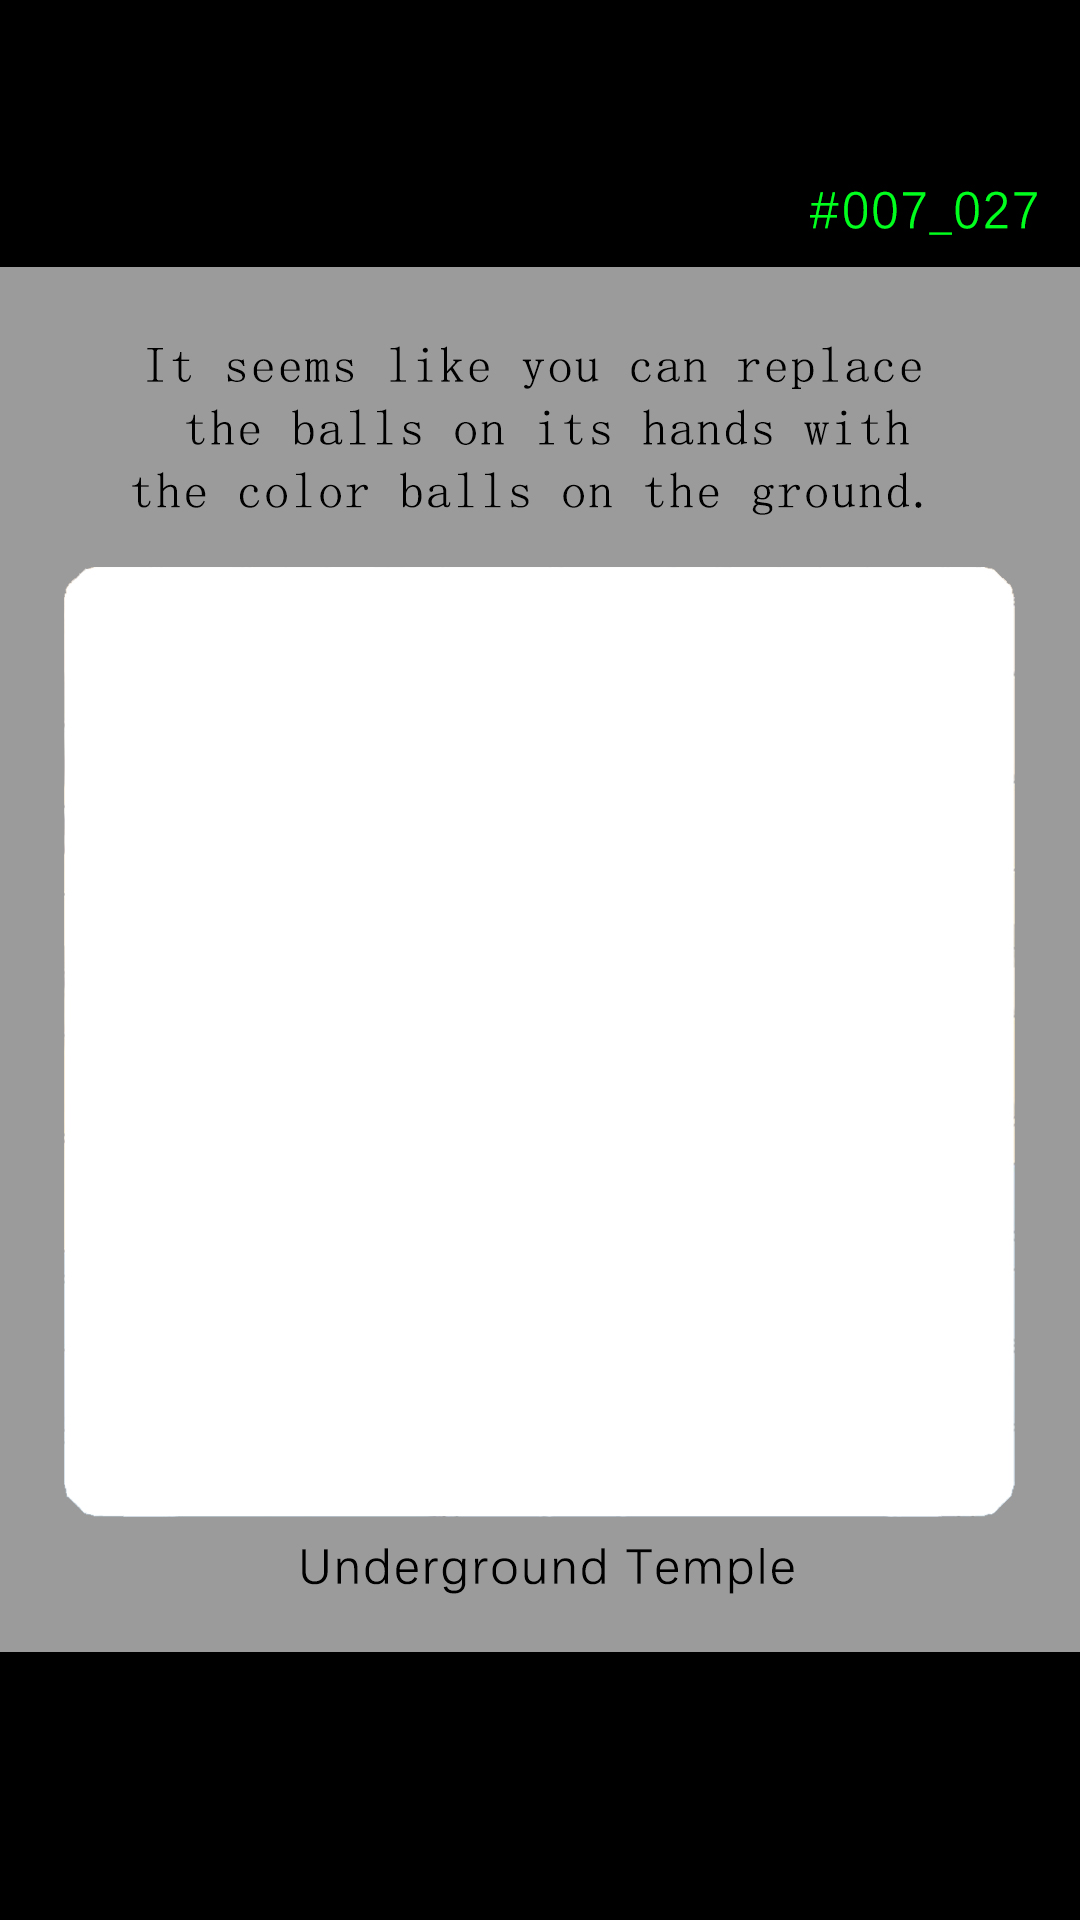 #007_027
It seems like you can replace
the balls on its hands with
the color balls on the ground.
Underground Temple